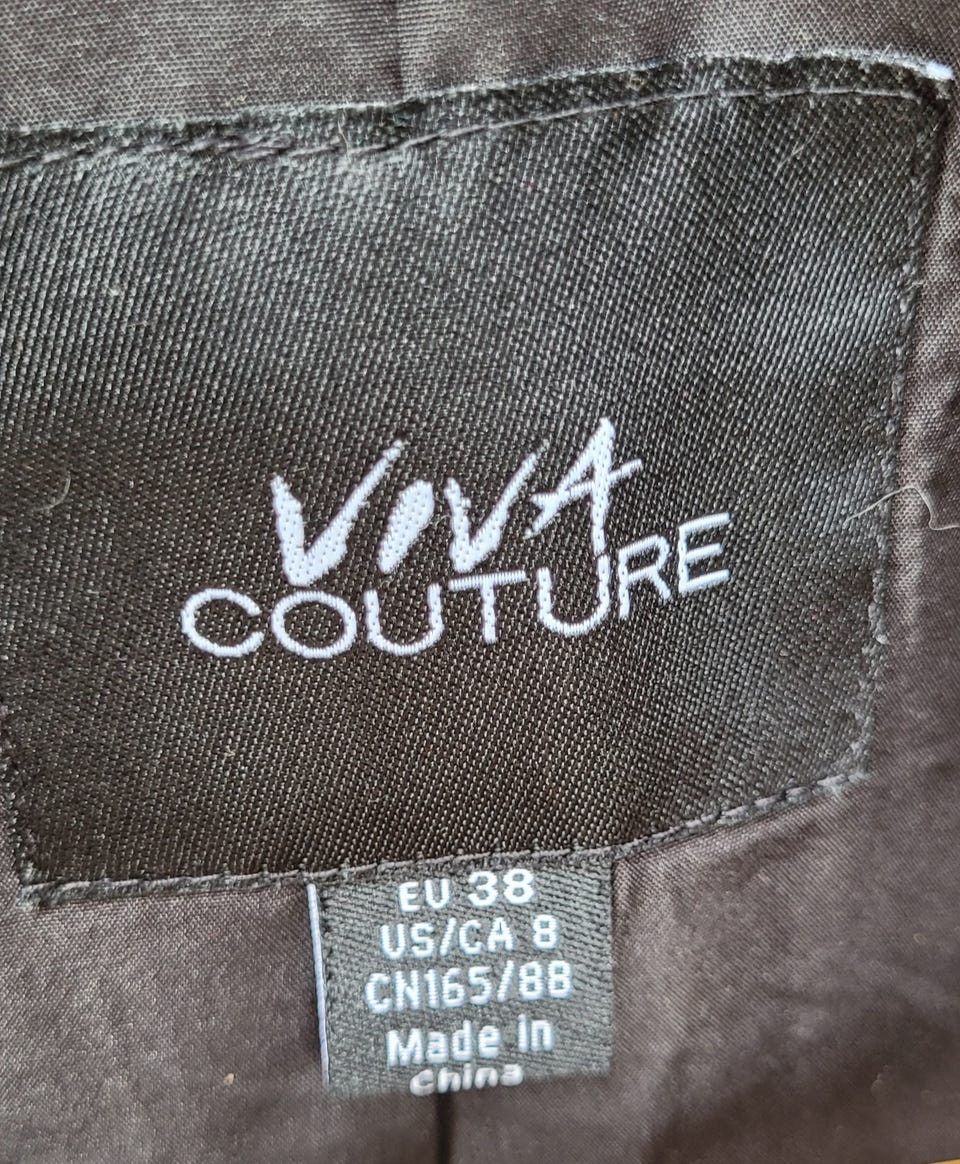 VIVA
COUTURE
EU 38
US/CA 8
CN165/88
Made in
China